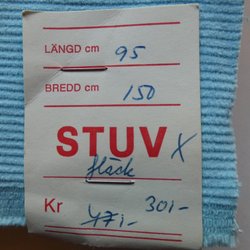 LÄNGD cm 95
BREDD cm 150
STUV x
fläck
Kr 471:- 301:-